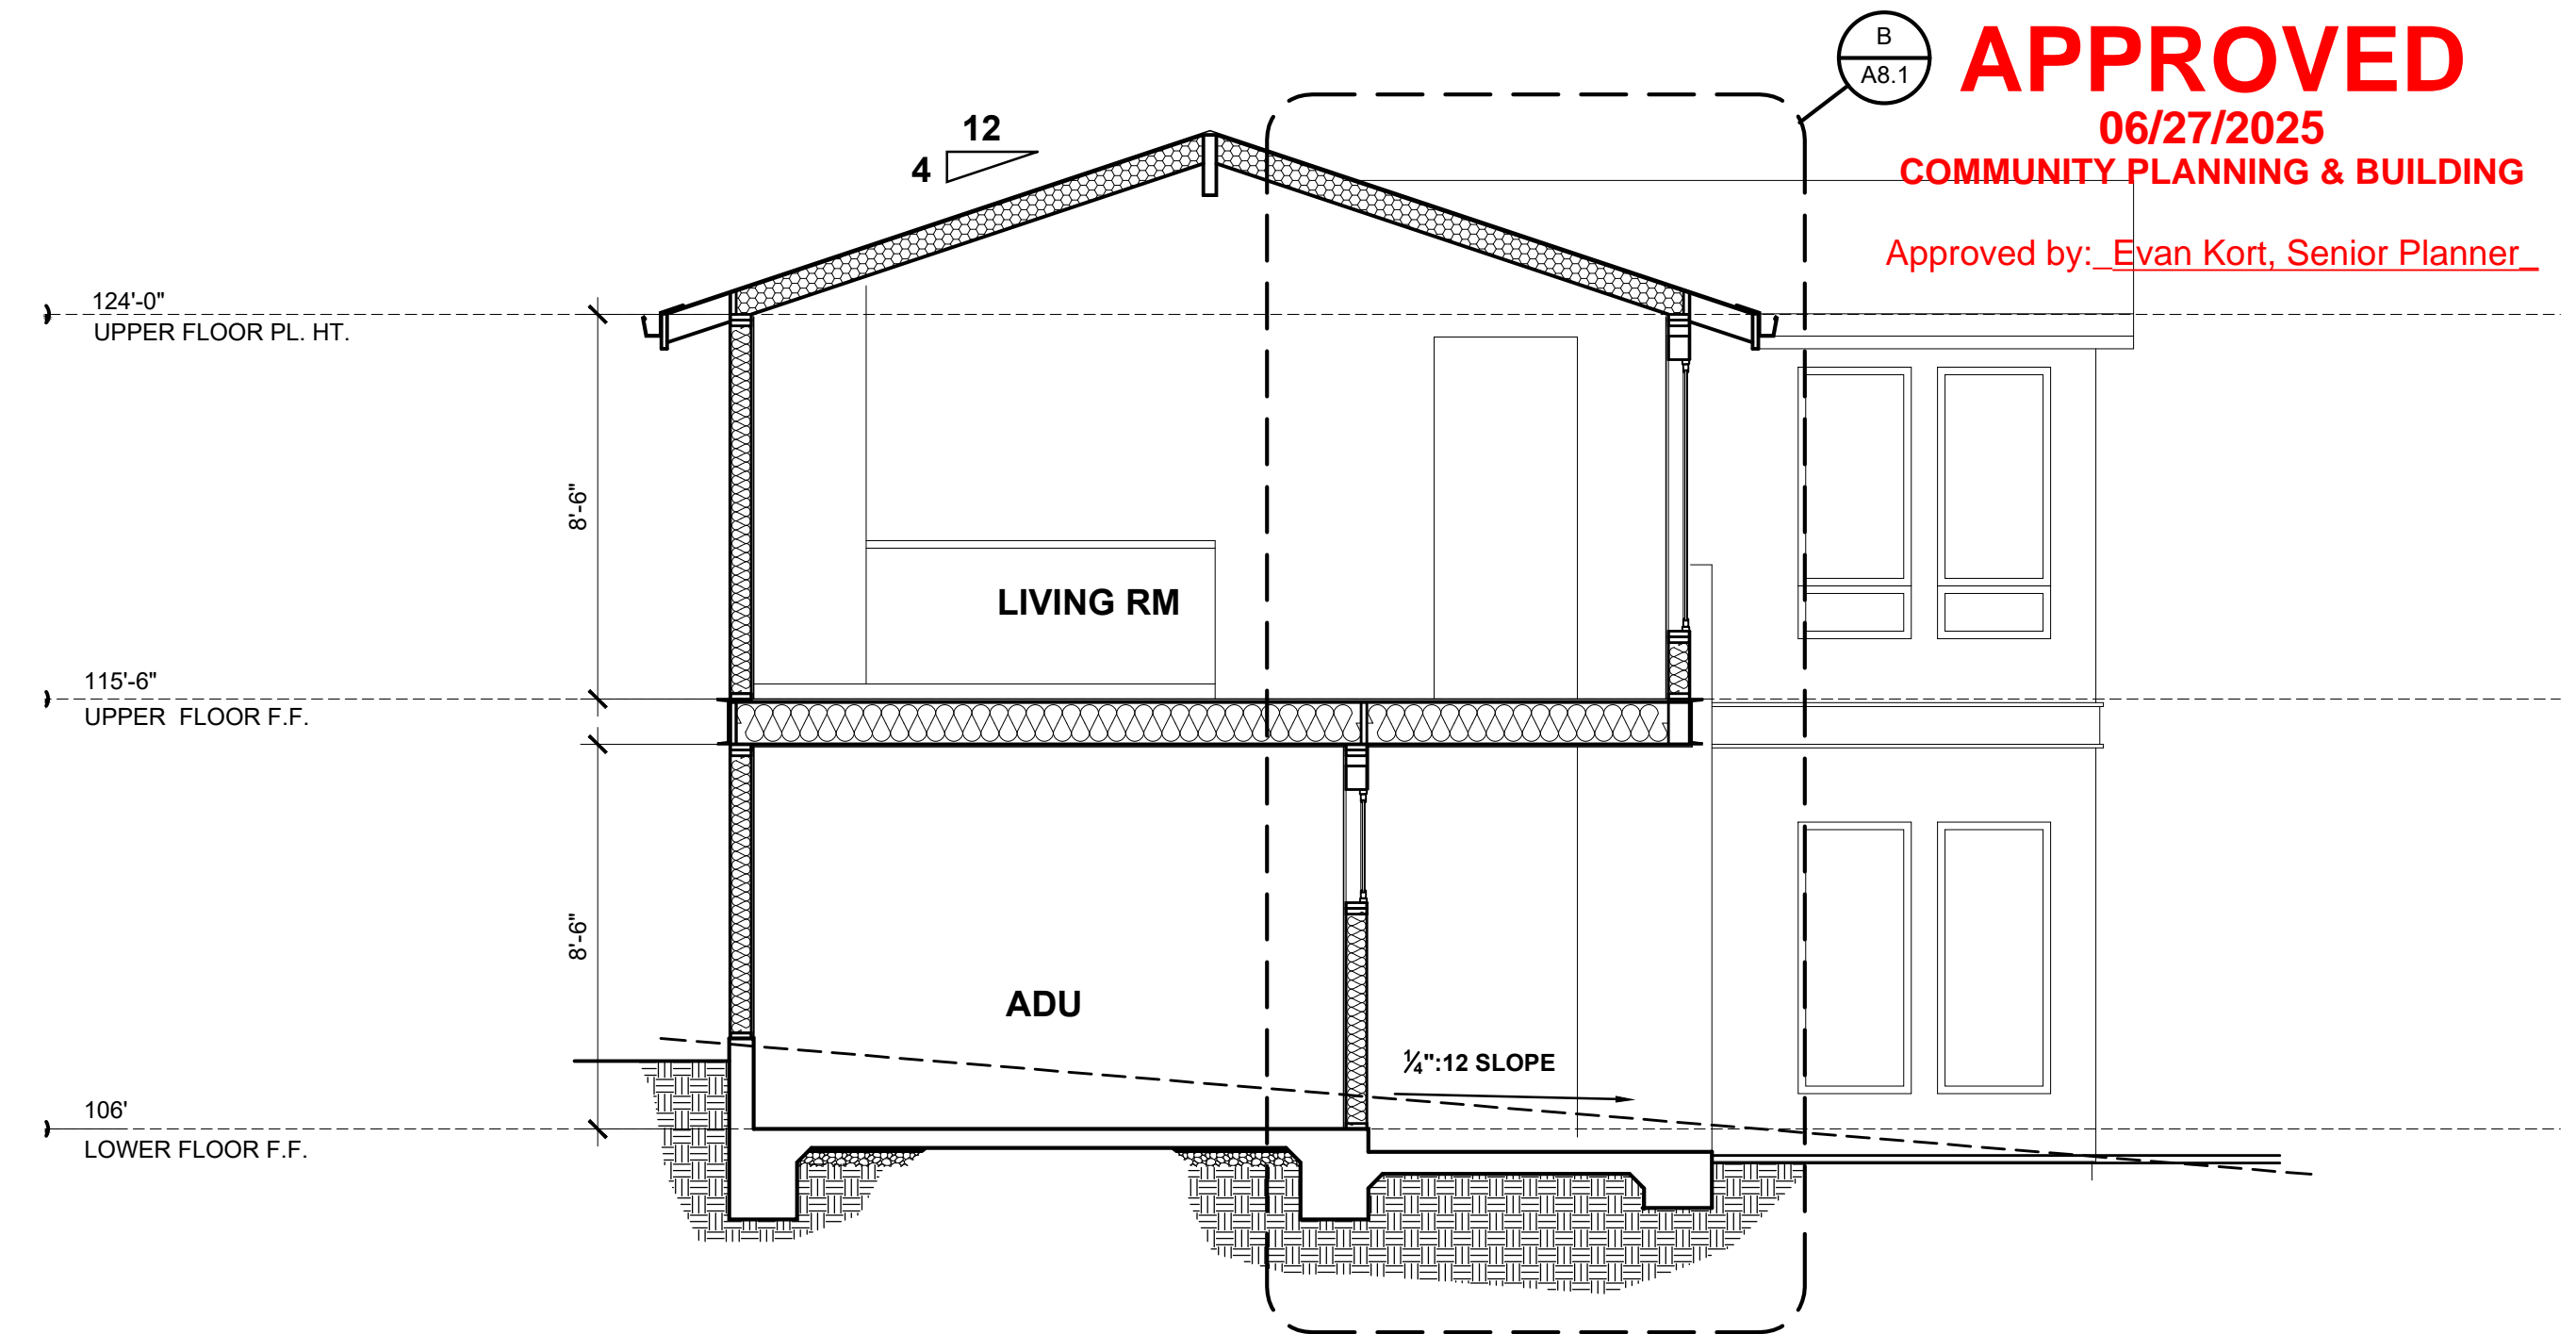 B
A8.1
APPROVED
06/27/2025
COMMUNITY PLANNING & BUILDING
Approved by:_Evan Kort, Senior Planner_
12
4
124'-0"
UPPER FLOOR PL. HT.
8'-6"
LIVING RM
115'-6"
UPPER FLOOR F.F.
8'-6"
ADU
¼":12 SLOPE
106'
LOWER FLOOR F.F.